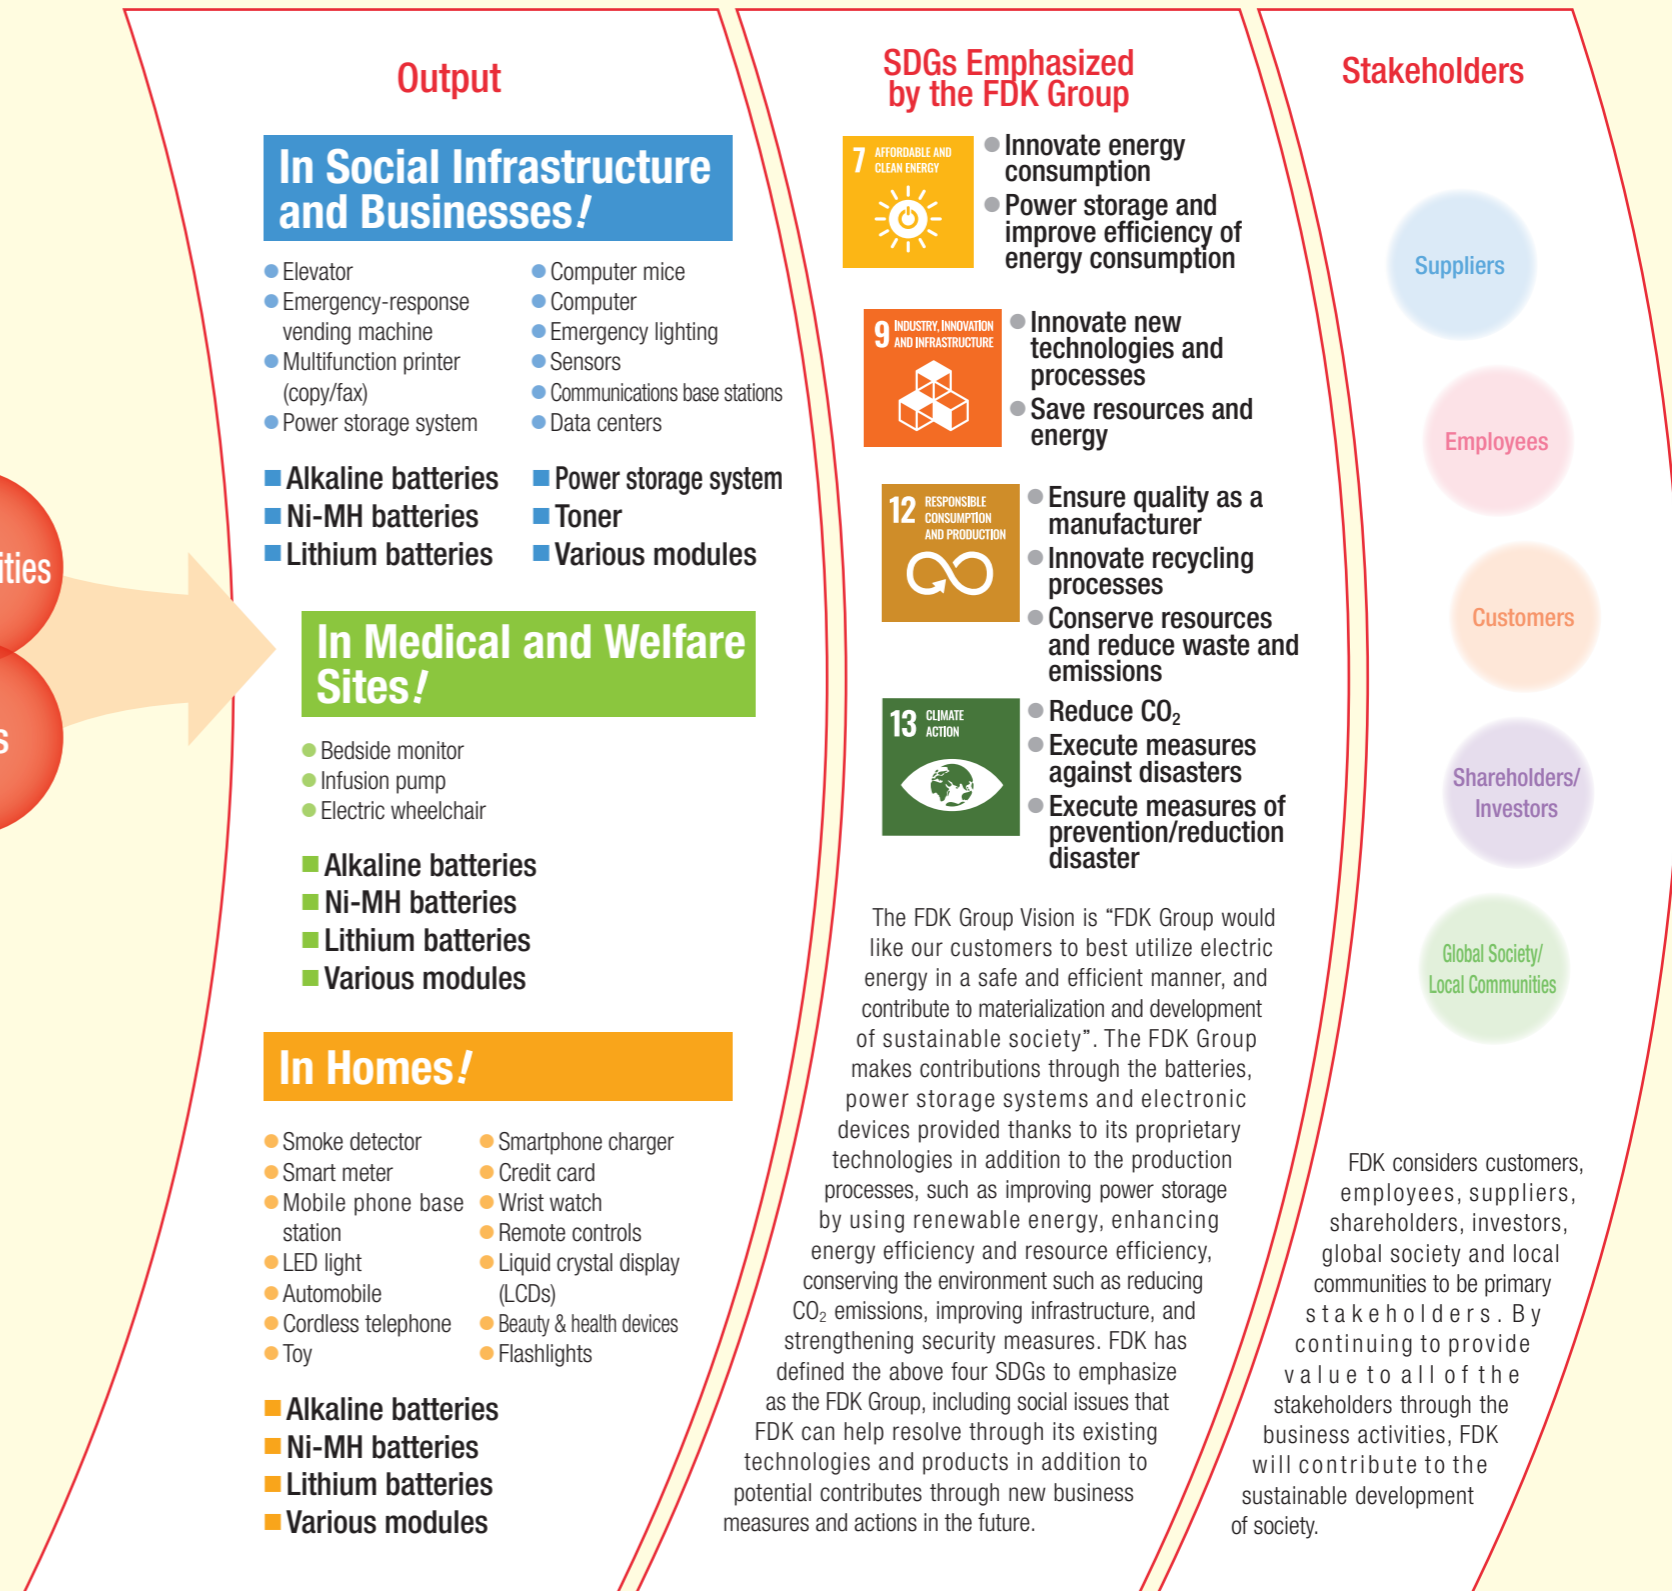 ities
s
Output
In Social Infrastructure
and Businesses!
● Elevator
● Emergency-response
vending machine
● Multifunction printer
(copy/fax)
● Power storage system
● Computer mice
● Computer
● Emergency lighting
● Sensors
● Communications base stations
● Data centers
■ Alkaline batteries
■ Ni-MH batteries
■ Lithium batteries
■ Power storage system
■ Toner
■ Various modules
In Medical and Welfare
Sites!
● Bedside monitor
● Infusion pump
● Electric wheelchair
■ Alkaline batteries
■ Ni-MH batteries
■ Lithium batteries
■ Various modules
In Homes!
● Smoke detector
● Smart meter
● Mobile phone base
station
● LED light
● Automobile
● Cordless telephone
● Toy
● Smartphone charger
● Credit card
● Wrist watch
● Remote controls
● Liquid crystal display
(LCDs)
● Beauty & health devices
● Flashlights
■ Alkaline batteries
■ Ni-MH batteries
■ Lithium batteries
■ Various modules
SDGs Emphasized
by the FDK Group
7 AFFORDABLE AND
CLEAN ENERGY
● Innovate energy
consumption
● Power storage and
improve efficiency of
energy consumption
9 INDUSTRY, INNOVATION
AND INFRASTRUCTURE
● Innovate new
technologies and
processes
● Save resources and
energy
12 RESPONSIBLE
CONSUMPTION
AND PRODUCTION
● Ensure quality as a
manufacturer
● Innovate recycling
processes
● Conserve resources
and reduce waste and
emissions
13 CLIMATE
ACTION
● Reduce CO₂
● Execute measures
against disasters
● Execute measures of
prevention/reduction
disaster
The FDK Group Vision is “FDK Group would
like our customers to best utilize electric
energy in a safe and efficient manner, and
contribute to materialization and development
of sustainable society”. The FDK Group
makes contributions through the batteries,
power storage systems and electronic
devices provided thanks to its proprietary
technologies in addition to the production
processes, such as improving power storage
by using renewable energy, enhancing
energy efficiency and resource efficiency,
conserving the environment such as reducing
CO₂ emissions, improving infrastructure, and
strengthening security measures. FDK has
defined the above four SDGs to emphasize
as the FDK Group, including social issues that
FDK can help resolve through its existing
technologies and products in addition to
potential contributes through new business
measures and actions in the future.
Stakeholders
Suppliers
Employees
Customers
Shareholders/
Investors
Global Society/
Local Communities
FDK considers customers,
employees, suppliers,
shareholders, investors,
global society and local
communities to be primary
stakeholders. By
continuing to provide
value to all of the
stakeholders through the
business activities, FDK
will contribute to the
sustainable development
of society.